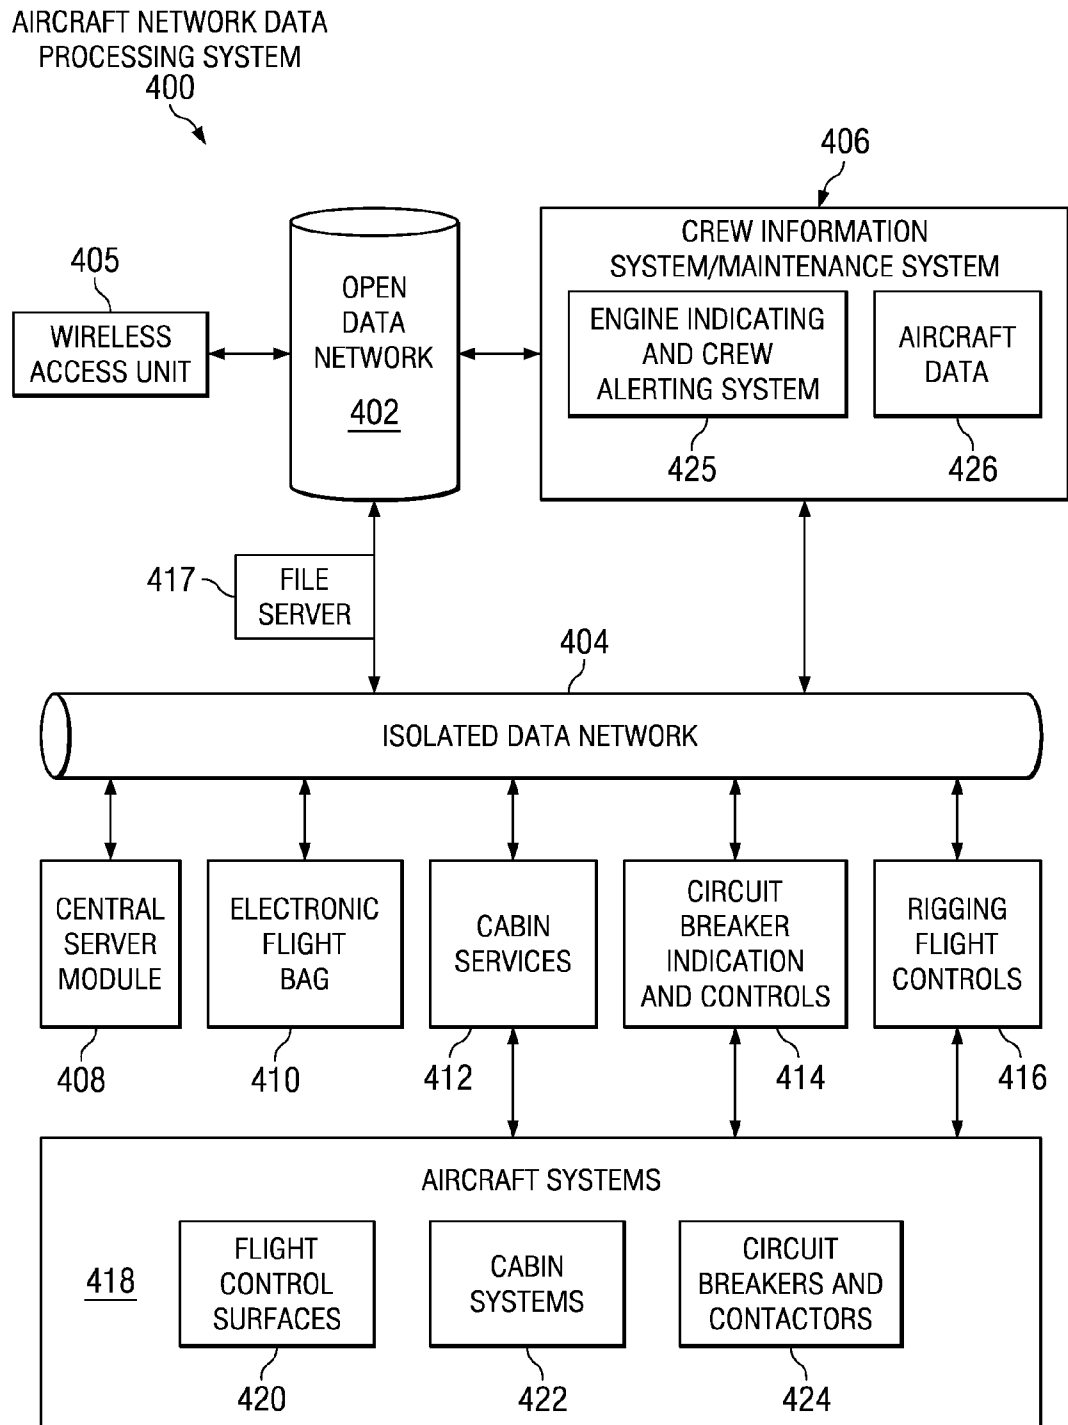 AIRCRAFT NETWORK DATA
PROCESSING SYSTEM
400
406
CREW INFORMATION
SYSTEM/MAINTENANCE SYSTEM
405
WIRELESS
ACCESS UNIT
OPEN
DATA
NETWORK
402
ENGINE INDICATING
AND CREW
ALERTING SYSTEM
AIRCRAFT
DATA
425
426
417
FILE
SERVER
404
ISOLATED DATA NETWORK
CENTRAL
SERVER
MODULE
ELECTRONIC
FLIGHT
BAG
CABIN
SERVICES
CIRCUIT
BREAKER
INDICATION
AND CONTROLS
RIGGING
FLIGHT
CONTROLS
408
410
412
414
416
AIRCRAFT SYSTEMS
418
FLIGHT
CONTROL
SURFACES
CABIN
SYSTEMS
CIRCUIT
BREAKERS AND
CONTACTORS
420
422
424